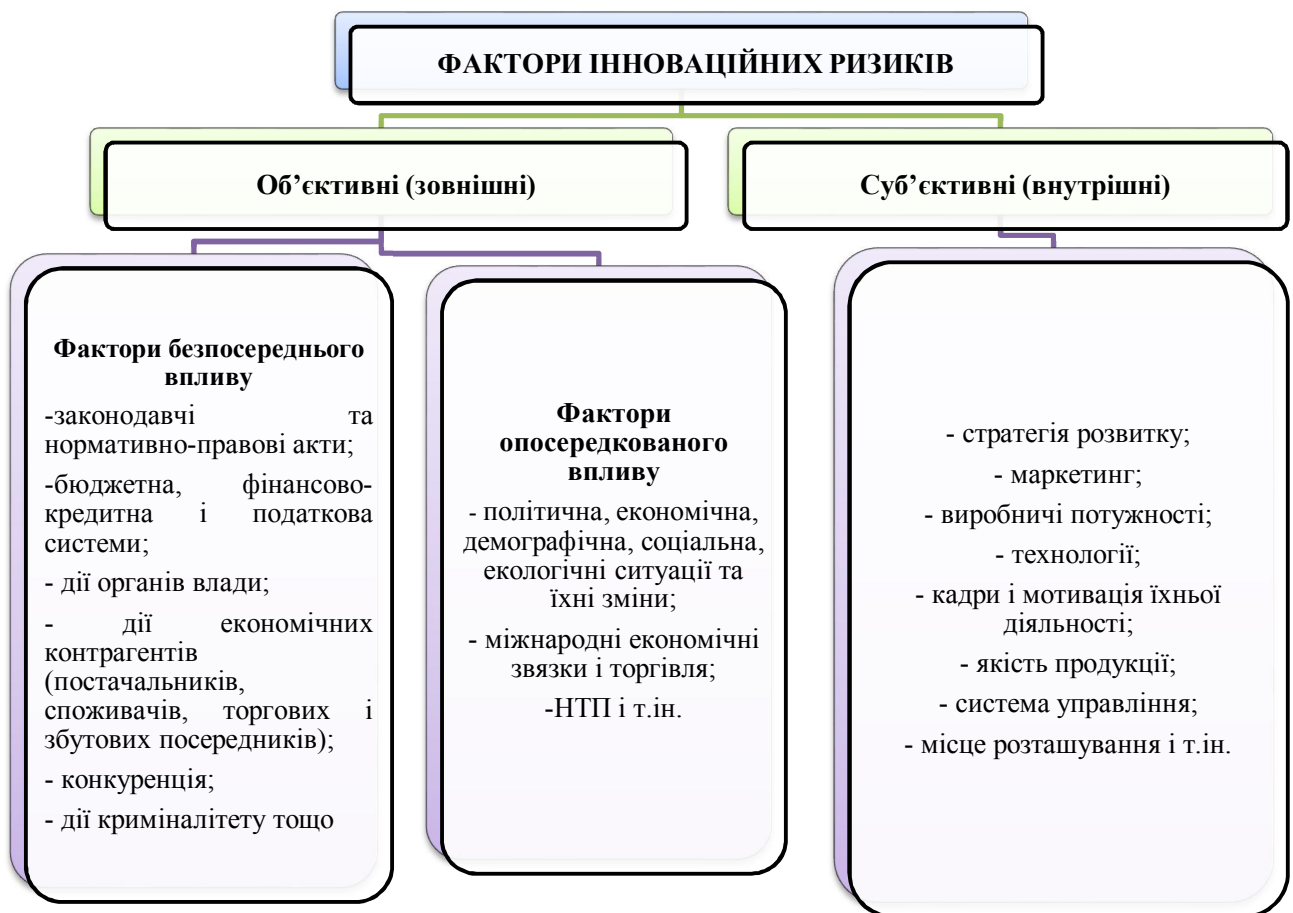 ФАКТОРИ ІННОВАЦІЙНИХ РИЗИКІВ
Об’єктивні (зовнішні)
Суб’єктивні (внутрішні)
Фактори безпосереднього
впливу
-законодавчі та
нормативно-правові акти;
-бюджетна, фінансово-
кредитна і податкова
системи;
- дії органів влади;
- дії економічних
контрагентів
(постачальників,
споживачів, торгових і
збутових посередників);
- конкуренція;
- дії криміналітету тощо
Фактори
опосередкованого
впливу
- політична, економічна,
демографічна, соціальна,
екологічні ситуації та
їхні зміни;
- міжнародні економічні
звязки і торгівля;
-НТП і т.ін.
- стратегія розвитку;
- маркетинг;
- виробничі потужності;
- технології;
- кадри і мотивація їхньої
діяльності;
- якість продукції;
- система управління;
- місце розташування і т.ін.